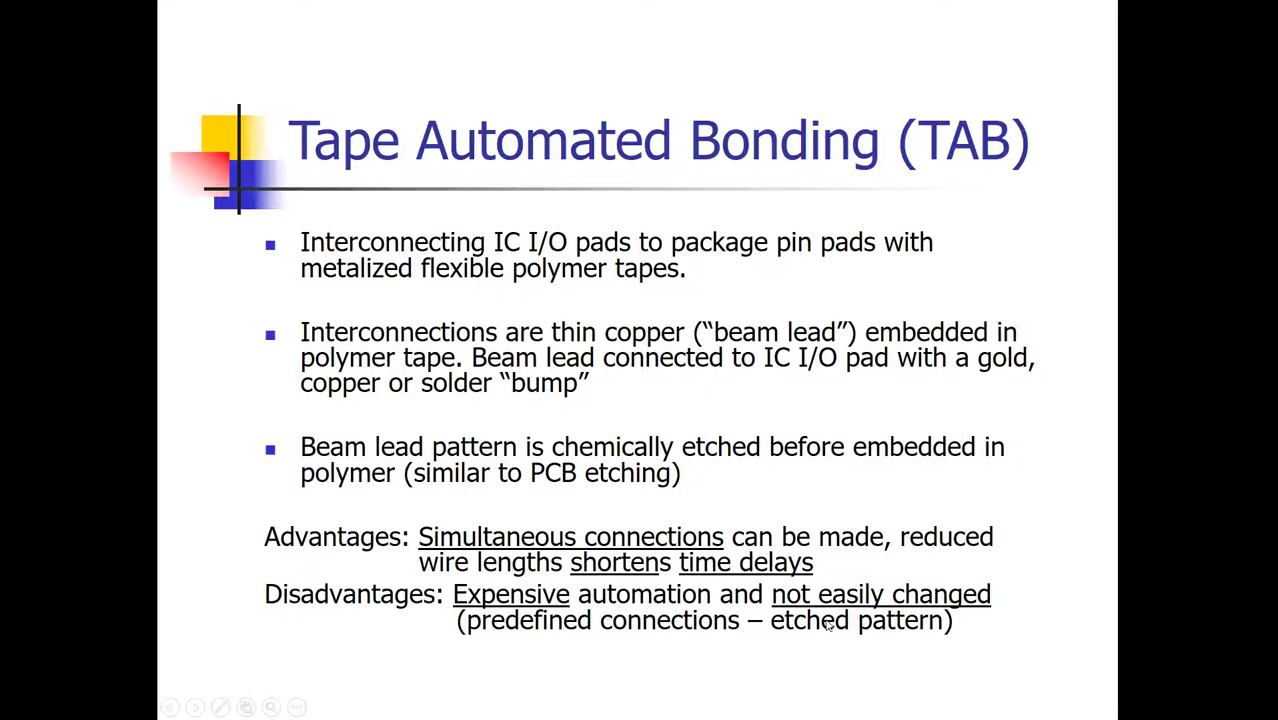 Tape Automated Bonding (TAB)
Interconnecting IC I/O pads to package pin pads with
metalized flexible polymer tapes.
Interconnections are thin copper (“beam lead”) embedded in
polymer tape. Beam lead connected to IC I/O pad with a gold,
copper or solder “bump”
Beam lead pattern is chemically etched before embedded in
polymer (similar to PCB etching)
Advantages: Simultaneous connections can be made, reduced
wire lengths shortens time delays
Disadvantages: Expensive automation and not easily changed
(predefined connections – etched pattern)